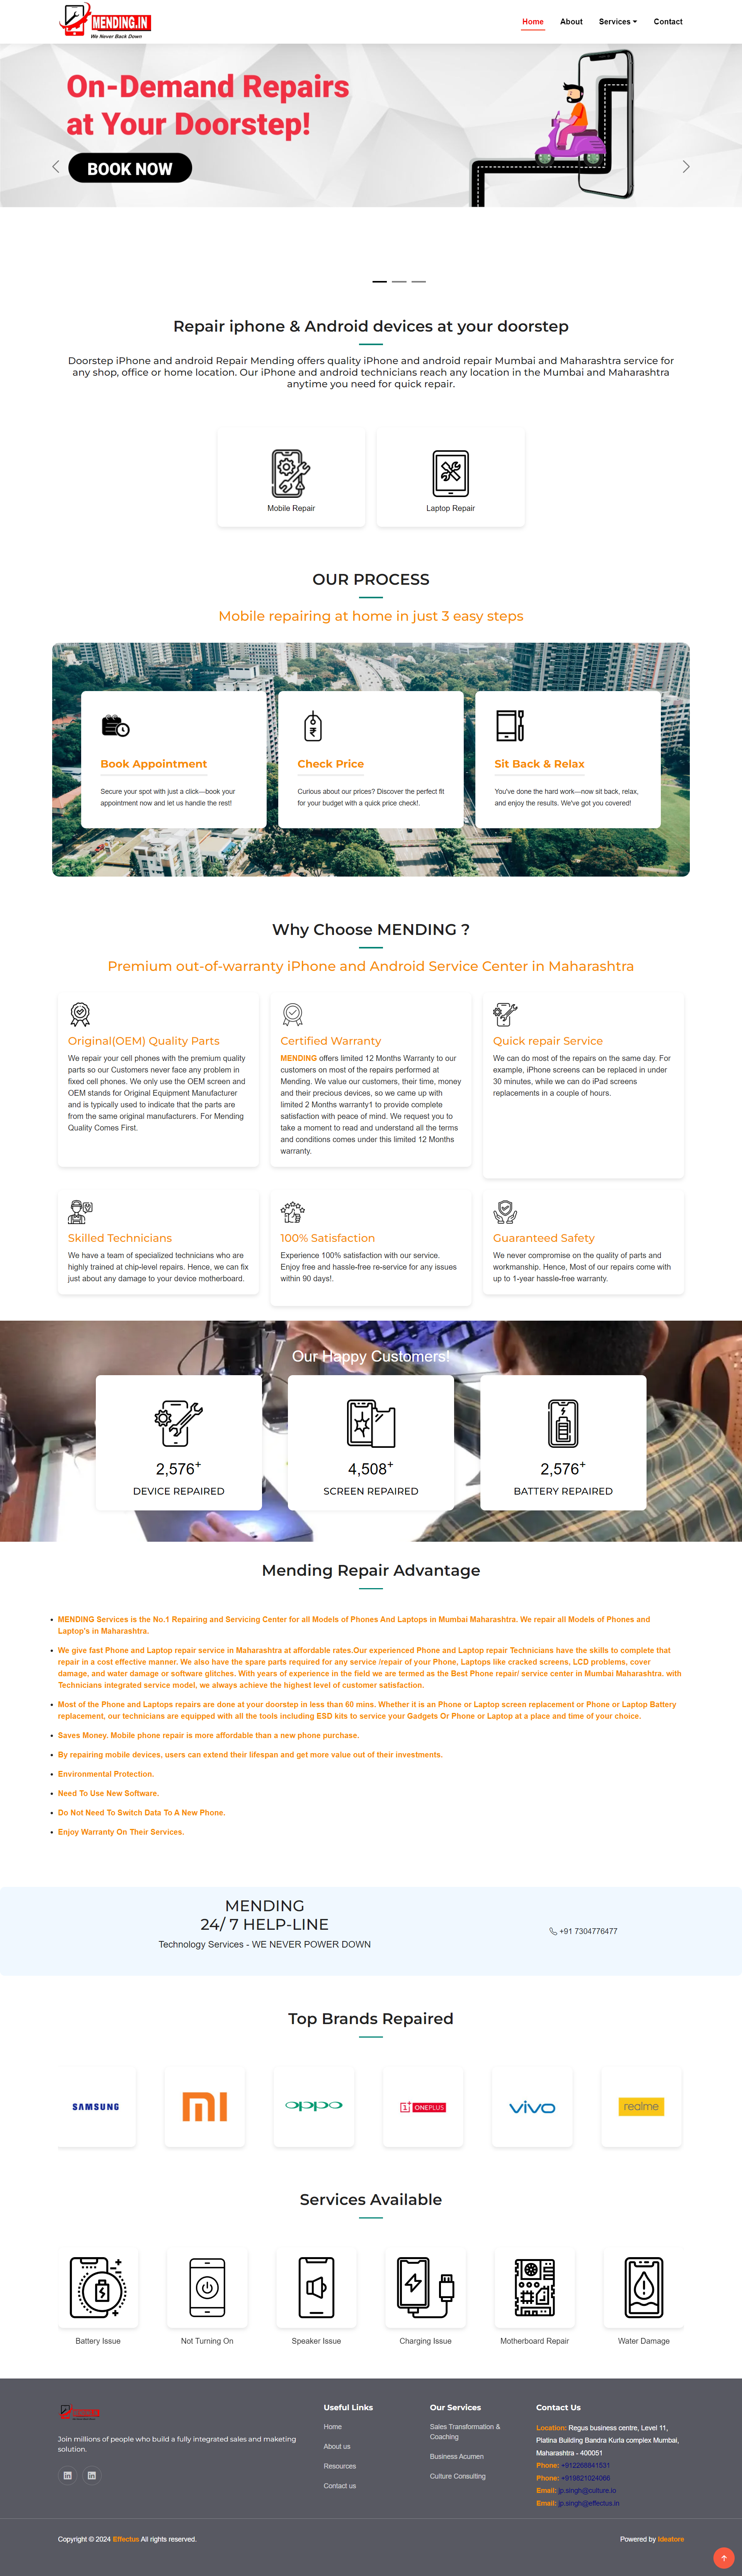 MENDING.IN
We Never Back Down
Home
About
Services
Contact
On-Demand Repairs
at Your Doorstep!
BOOK NOW
Repair iphone & Android devices at your doorstep
Doorstep iPhone and android Repair Mending offers quality iPhone and android repair Mumbai and Maharashtra service for
any shop, office or home location. Our iPhone and android technicians reach any location in the Mumbai and Maharashtra
anytime you need for quick repair.
Mobile Repair
Laptop Repair
OUR PROCESS
Mobile repairing at home in just 3 easy steps
Book Appointment
Secure your spot with just a click—book your
appointment now and let us handle the rest!
Check Price
Curious about our prices? Discover the perfect fit
for your budget with a quick price check!.
Sit Back & Relax
You've done the hard work—now sit back, relax,
and enjoy the results. We've got you covered!
Why Choose MENDING ?
Premium out-of-warranty iPhone and Android Service Center in Maharashtra
Original(OEM) Quality Parts
We repair your cell phones with the premium quality
parts so our Customers never face any problem in
fixed cell phones. We only use the OEM screen and
OEM stands for Original Equipment Manufacturer
and is typically used to indicate that the parts are
from the same original manufacturers. For Mending
Quality Comes First.
Certified Warranty
MENDING offers limited 12 Months Warranty to our
customers on most of the repairs performed at
Mending. We value our customers, their time, money
and their precious devices, so we came up with
limited 2 Months warranty1 to provide complete
satisfaction with peace of mind. We request you to
take a moment to read and understand all the terms
and conditions comes under this limited 12 Months
warranty.
Quick repair Service
We can do most of the repairs on the same day. For
example, iPhone screens can be replaced in under
30 minutes, while we can do iPad screens
replacements in a couple of hours.
Skilled Technicians
We have a team of specialized technicians who are
highly trained at chip-level repairs. Hence, we can fix
just about any damage to your device motherboard.
100% Satisfaction
Experience 100% satisfaction with our service.
Enjoy free and hassle-free re-service for any issues
within 90 days!.
Guaranteed Safety
We never compromise on the quality of parts and
workmanship. Hence, Most of our repairs come with
up to 1-year hassle-free warranty.
Our Happy Customers!
2,576+
DEVICE REPAIRED
4,508+
SCREEN REPAIRED
2,576+
BATTERY REPAIRED
Mending Repair Advantage
MENDING Services is the No.1 Repairing and Servicing Center for all Models of Phones And Laptops in Mumbai Maharashtra. We repair all Models of Phones and
Laptop's in Maharashtra.
We give fast Phone and Laptop repair service in Maharashtra at affordable rates.Our experienced Phone and Laptop repair Technicians have the skills to complete that
repair in a cost effective manner. We also have the spare parts required for any service /repair of your Phone, Laptops like cracked screens, LCD problems, cover
damage, and water damage or software glitches. With years of experience in the field we are termed as the Best Phone repair/ service center in Mumbai Maharashtra. with
Technicians integrated service model, we always achieve the highest level of customer satisfaction.
Most of the Phone and Laptops repairs are done at your doorstep in less than 60 mins. Whether it is an Phone or Laptop screen replacement or Phone or Laptop Battery
replacement, our technicians are equipped with all the tools including ESD kits to service your Gadgets Or Phone or Laptop at a place and time of your choice.
Saves Money. Mobile phone repair is more affordable than a new phone purchase.
By repairing mobile devices, users can extend their lifespan and get more value out of their investments.
Environmental Protection.
Need To Use New Software.
Do Not Need To Switch Data To A New Phone.
Enjoy Warranty On Their Services.
MENDING
24/ 7 HELP-LINE
Technology Services - WE NEVER POWER DOWN
+91 7304776477
Top Brands Repaired
SAMSUNG
mi
oppo
1+ ONEPLUS
vivo
realme
Services Available
Battery Issue
Not Turning On
Speaker Issue
Charging Issue
Motherboard Repair
Water Damage
Join millions of people who build a fully integrated sales and maketing
solution.
Useful Links
Home
About us
Resources
Contact us
Our Services
Sales Transformation &
Coaching
Business Acumen
Culture Consulting
Contact Us
Location: Regus business centre, Level 11,
Platina Building Bandra Kurla complex Mumbai,
Maharashtra - 400051
Phone: +912268841531
Phone: +919821024066
Email: jp.singh@culture.io
Email: jp.singh@effectus.in
Copyright © 2024 Effectus All rights reserved.
Powered by Ideatore